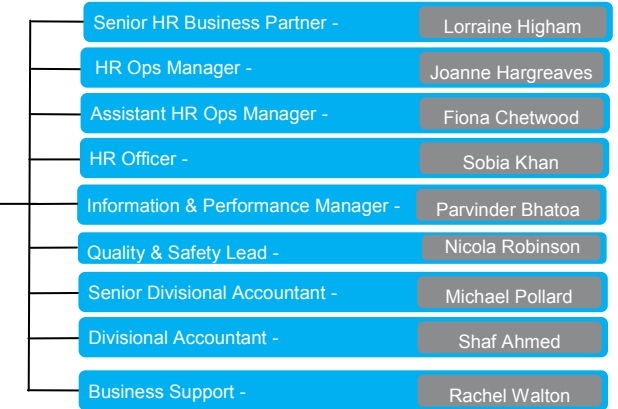 Senior HR Business Partner - Lorraine Higham
HR Ops Manager - Joanne Hargreaves
Assistant HR Ops Manager - Fiona Chetwood
HR Officer - Sobia Khan
Information & Performance Manager - Parvinder Bhatoa
Quality & Safety Lead - Nicola Robinson
Senior Divisional Accountant - Michael Pollard
Divisional Accountant - Shaf Ahmed
Business Support - Rachel Walton